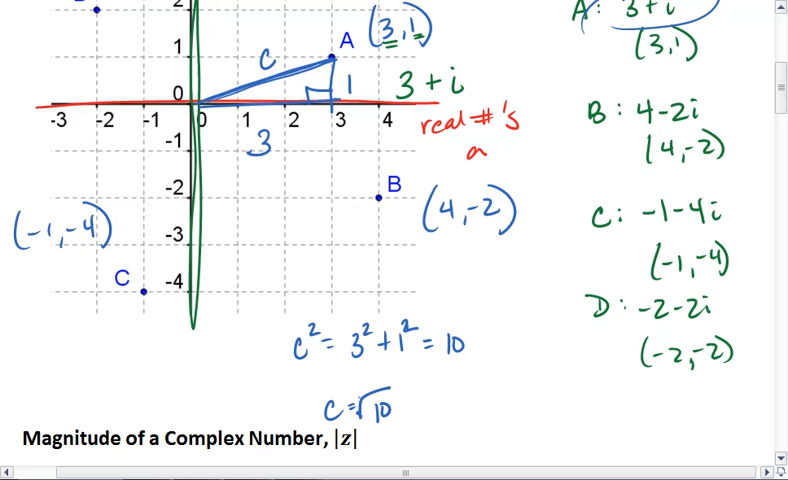 2
(3,1)
A: 3+i
1
A
c
(3,1)
1
3+i
0
-3 -2 -1 0 1 2 3 4
real #'s
a
3
B: 4-2i
(4,-2)
-1
-2
B
(4,-2)
(-1,-4)
-3
C: -1-4i
(-1,-4)
C
-4
D: -2-2i
(-2,-2)
c² = 3² + 1² = 10
c=√10
Magnitude of a Complex Number, |z|